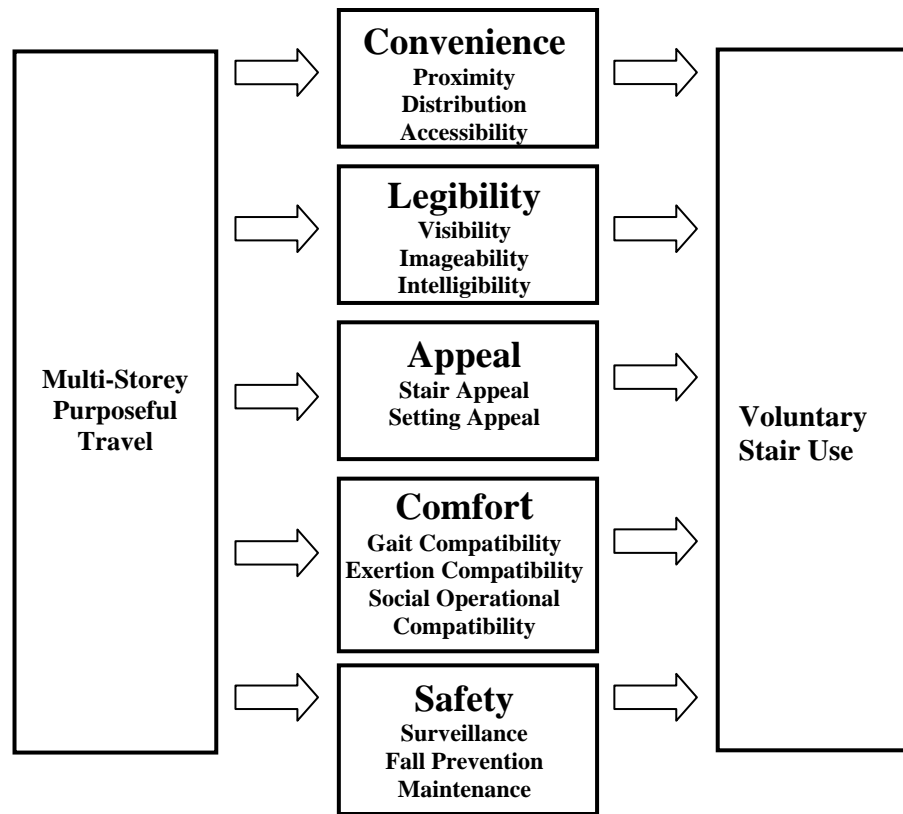 Multi-Storey
Purposeful
Travel
Convenience
Proximity
Distribution
Accessibility
Legibility
Visibility
Imageability
Intelligibility
Appeal
Stair Appeal
Setting Appeal
Comfort
Gait Compatibility
Exertion Compatibility
Social Operational
Compatibility
Safety
Surveillance
Fall Prevention
Maintenance
Voluntary
Stair Use